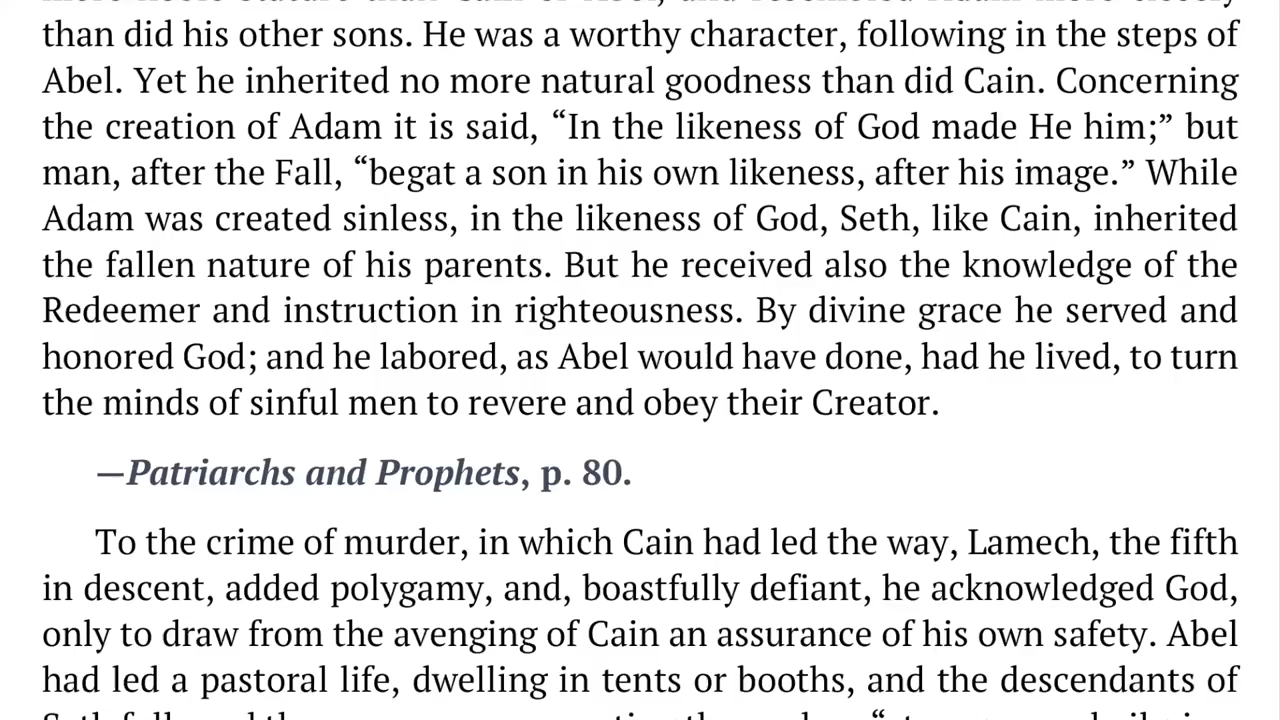 than did his other sons. He was a worthy character, following in the steps of
Abel. Yet he inherited no more natural goodness than did Cain. Concerning
the creation of Adam it is said, “In the likeness of God made He him;” but
man, after the Fall, “begat a son in his own likeness, after his image.” While
Adam was created sinless, in the likeness of God, Seth, like Cain, inherited
the fallen nature of his parents. But he received also the knowledge of the
Redeemer and instruction in righteousness. By divine grace he served and
honored God; and he labored, as Abel would have done, had he lived, to turn
the minds of sinful men to revere and obey their Creator.
—Patriarchs and Prophets, p. 80.
To the crime of murder, in which Cain had led the way, Lamech, the fifth
in descent, added polygamy, and, boastfully defiant, he acknowledged God,
only to draw from the avenging of Cain an assurance of his own safety. Abel
had led a pastoral life, dwelling in tents or booths, and the descendants of